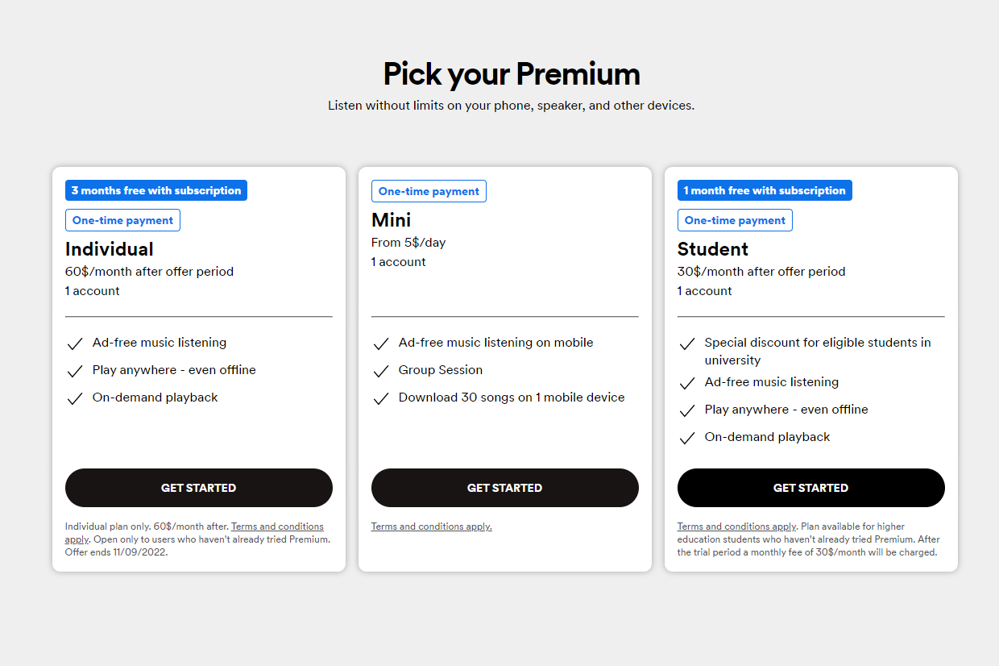 Pick your Premium
Listen without limits on your phone, speaker, and other devices.
3 months free with subscription
One-time payment
Individual
60$/month after offer period
1 account
Ad-free music listening
Play anywhere - even offline
On-demand playback
GET STARTED
Individual plan only. 60$/month after. Terms and conditions
apply. Open only to users who haven't already tried Premium.
Offer ends 11/09/2022.
One-time payment
Mini
From 5$/day
1 account
Ad-free music listening on mobile
Group Session
Download 30 songs on 1 mobile device
GET STARTED
Terms and conditions apply.
1 month free with subscription
One-time payment
Student
30$/month after offer period
1 account
Special discount for eligible students in
university
Ad-free music listening
Play anywhere - even offline
On-demand playback
GET STARTED
Terms and conditions apply. Plan available for higher
education students who haven't already tried Premium. After
the trial period a monthly fee of 30$/month will be charged.